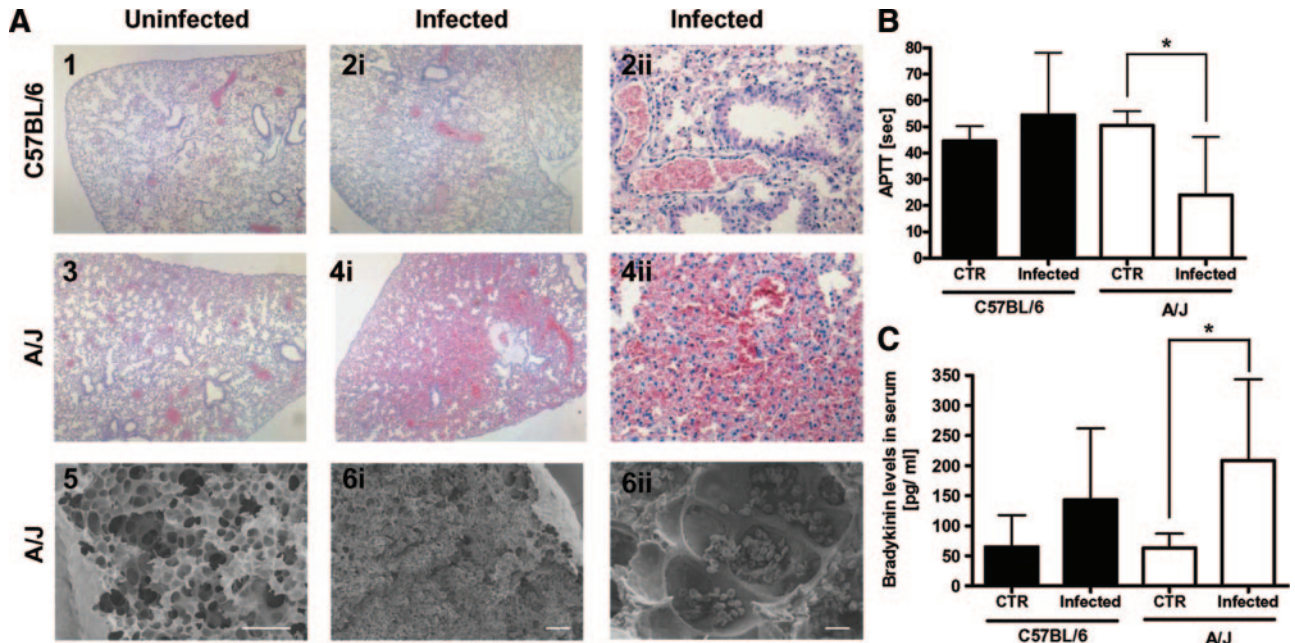 A
Uninfected
Infected
Infected
C57BL/6
1
2i
2ii
A/J
3
4i
4ii
A/J
5
6i
6ii
B
APTT [sec]
80
70
60
50
40
30
20
10
0
*
CTR
Infected
CTR
Infected
C57BL/6
A/J
C
Bradykinin levels in serum
[pg/ ml]
350
300
250
200
150
100
50
0
*
CTR
Infected
CTR
Infected
C57BL/6
A/J